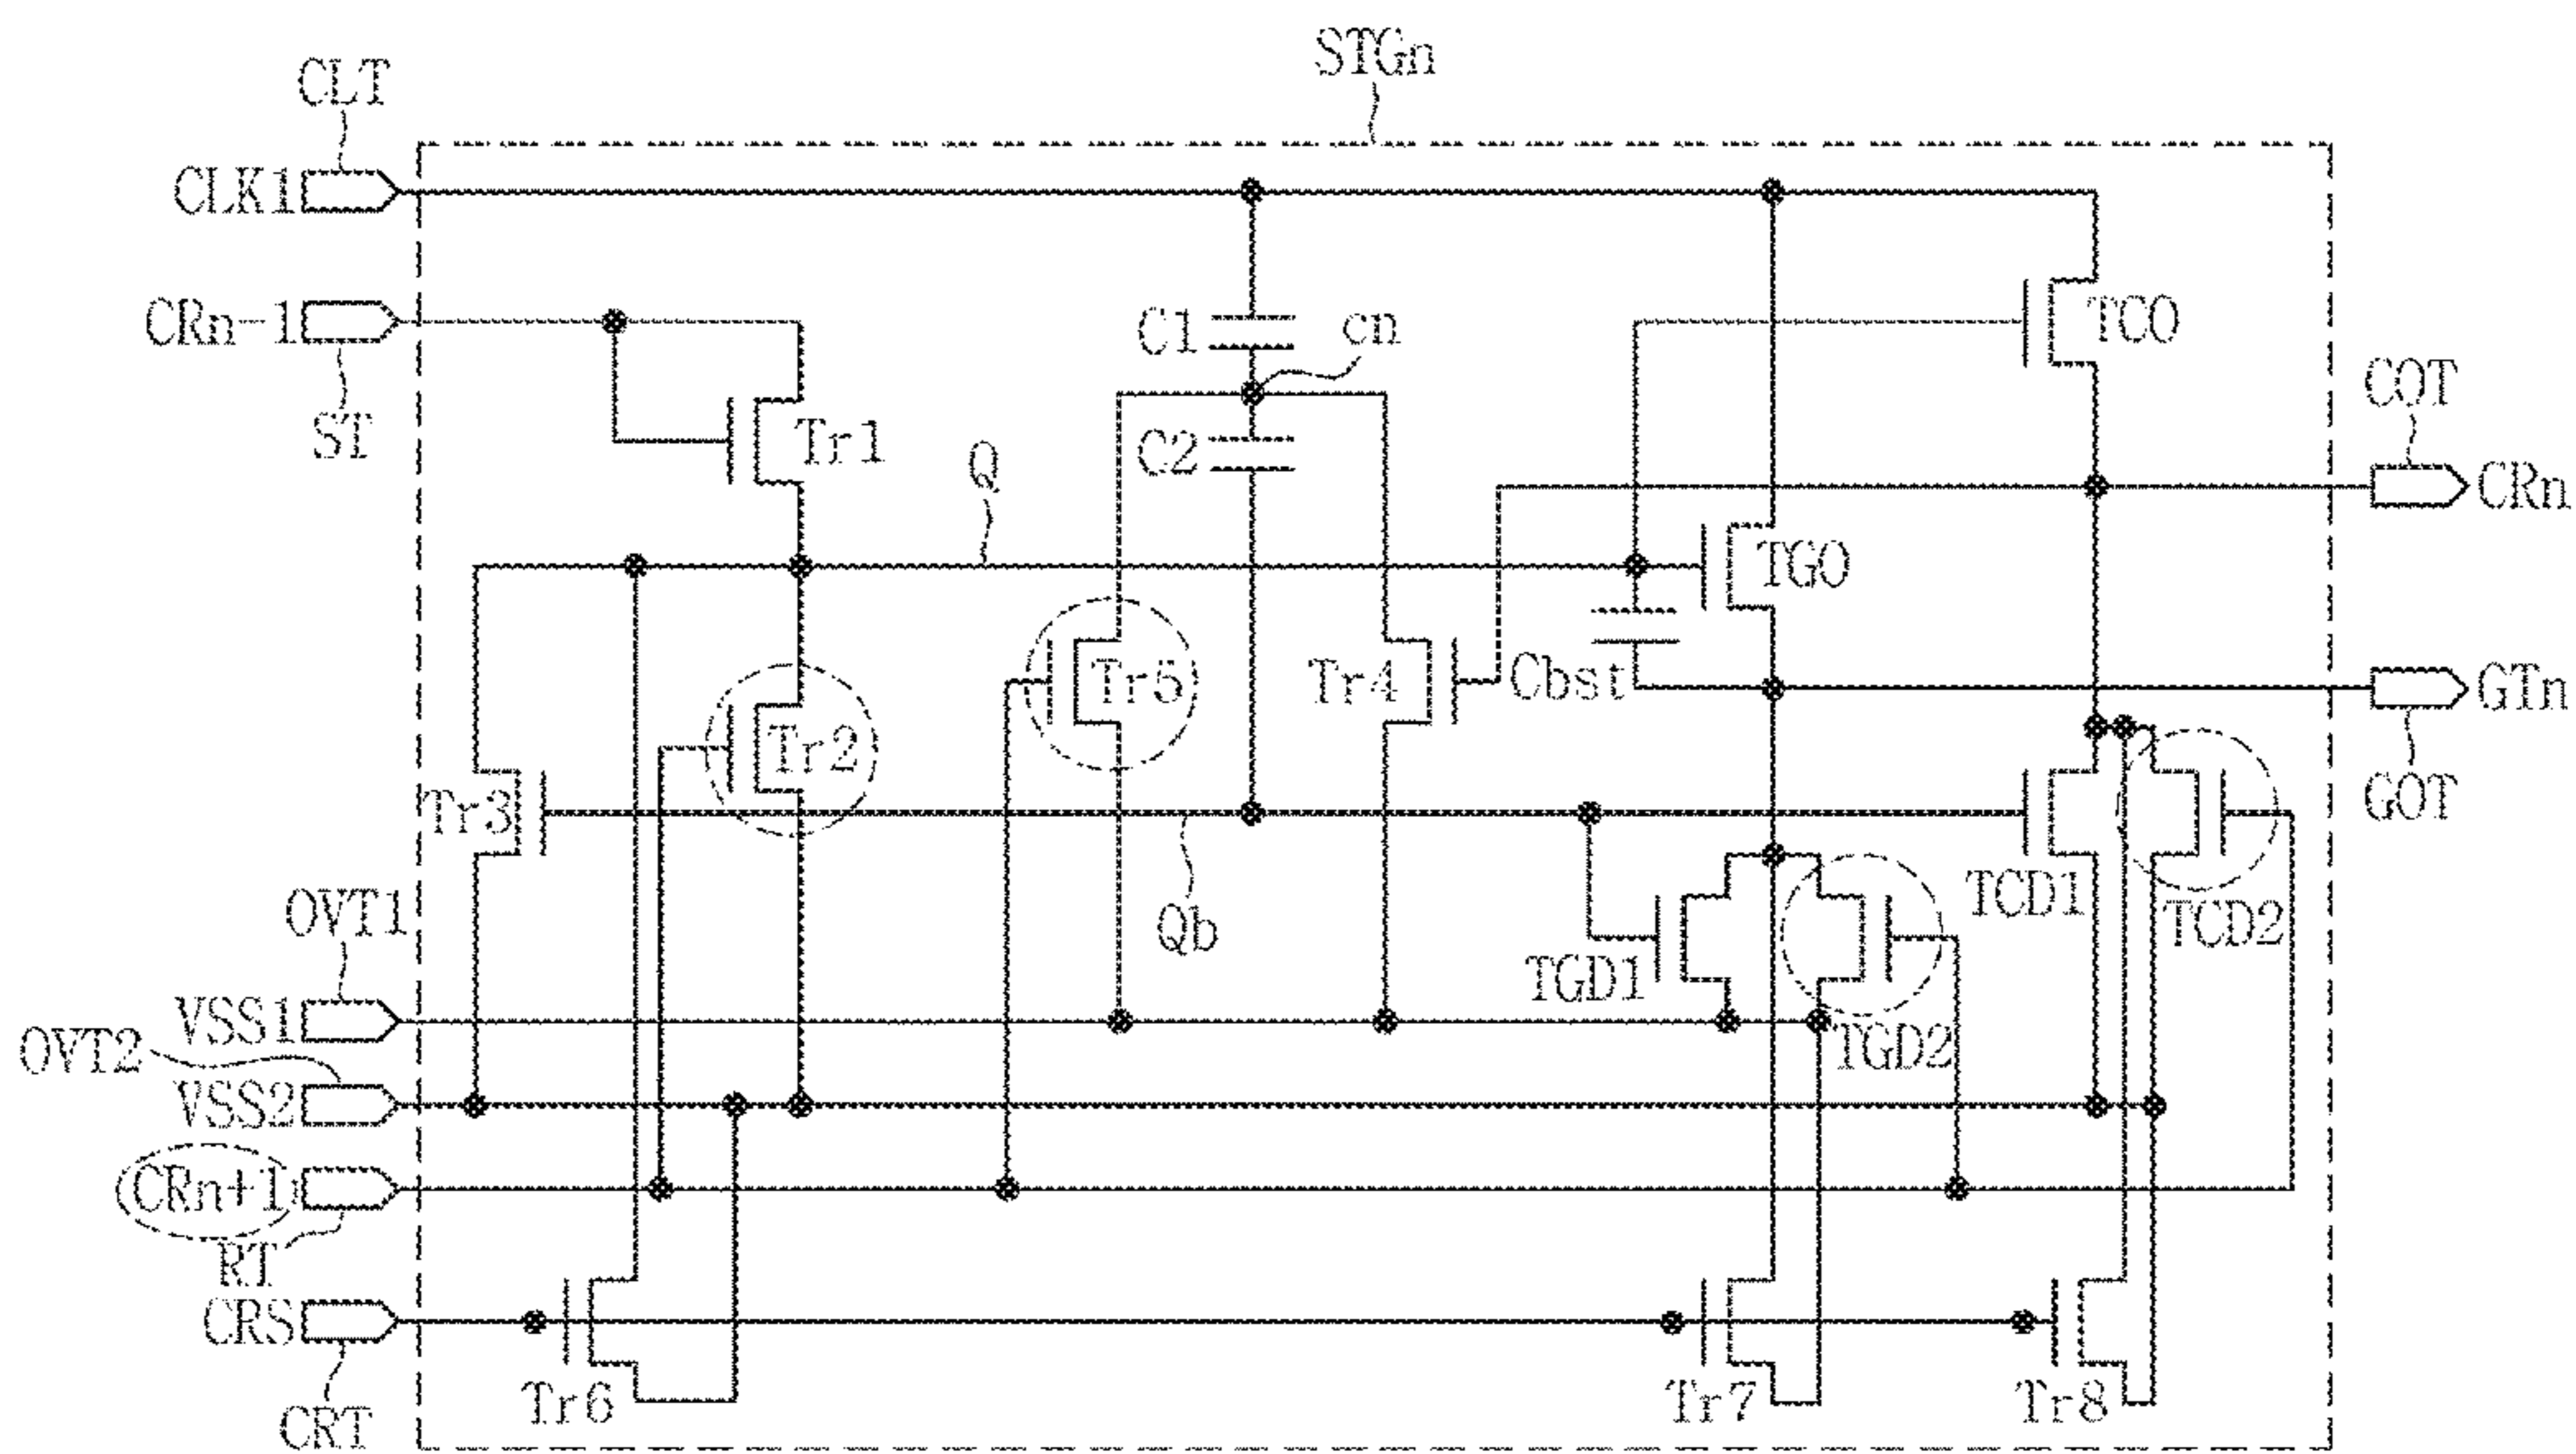 STGn
CLT
CLK1
CRn-1
ST
C1
cn
TCO
COT
Tr1
Q
C2
CRn
TGO
Tr5
Tr4
Cbst
GTn
Tr2
Tr3
GOT
OVT1
Qb
TCD1
TCD2
TGD1
VSS1
OVT2
TGD2
VSS2
CRn+1
RT
CRS
CRT
Tr6
Tr7
Tr8